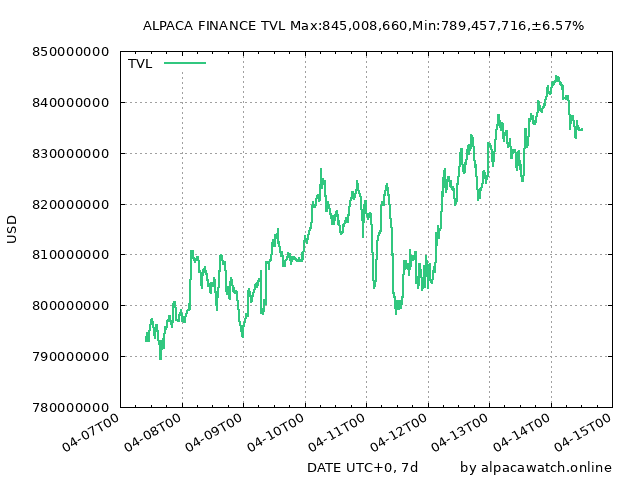 ALPACA FINANCE TVL Max:845,008,660,Min:789,457,716,±6.57%
TVL
850000000
840000000
830000000
820000000
810000000
800000000
790000000
780000000
USD
04-07T00
04-08T00
04-09T00
04-10T00
04-11T00
04-12T00
04-13T00
04-14T00
04-15T00
DATE UTC+0, 7d
by alpacawatch.online